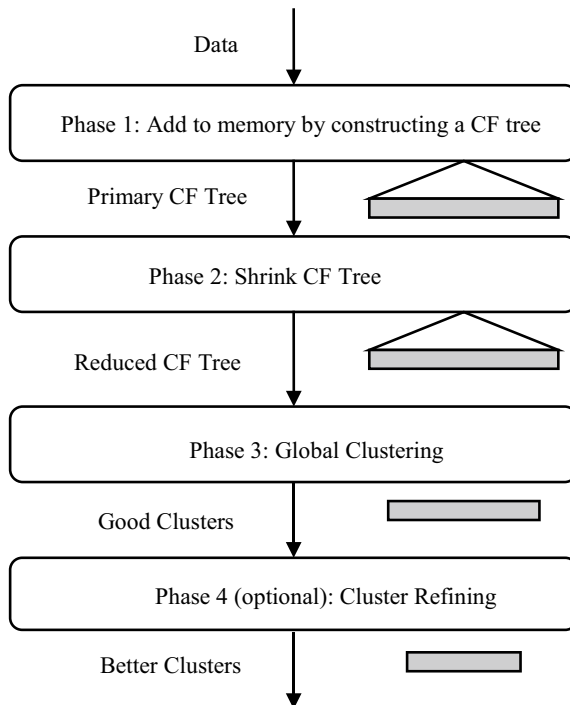 Data
Phase 1: Add to memory by constructing a CF tree
Primary CF Tree
Phase 2: Shrink CF Tree
Reduced CF Tree
Phase 3: Global Clustering
Good Clusters
Phase 4 (optional): Cluster Refining
Better Clusters